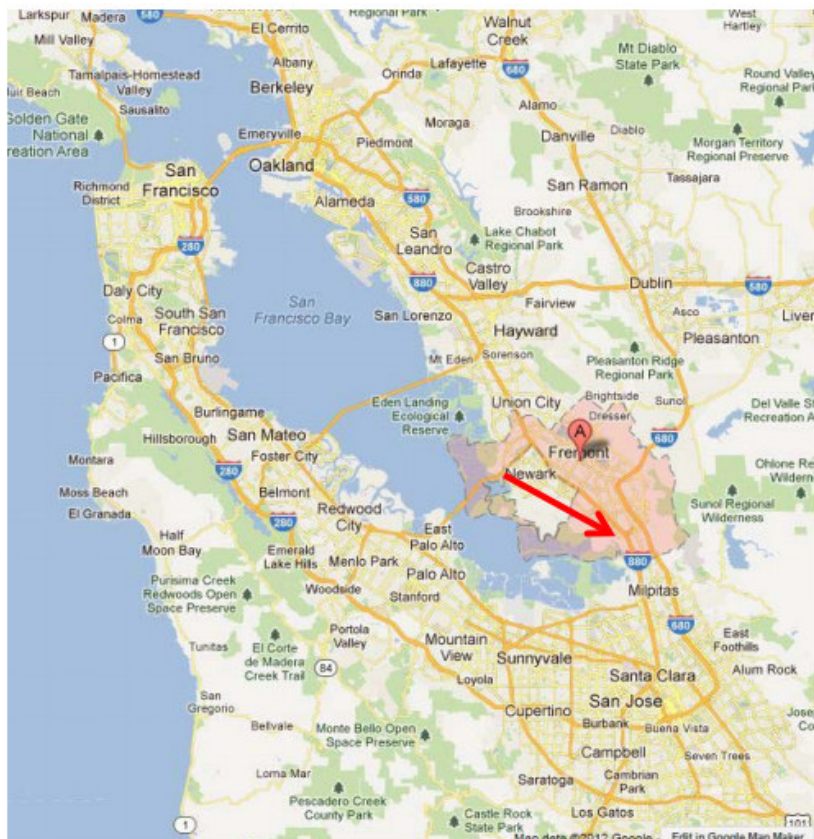 Larkspur
Madera
580
El Cerrito
Regional Park
Walnut
Creek
West
Hartley
Mill Valley
Albany
Orinda
Lafayette
680
Mt Diablo
State Park
Tamalpais-Homestead
Valley
Berkeley
Round Valley
Regional Park
uir Beach
Sausalito
Alamo
Golden Gate
National
creation Area
Emeryville
Piedmont
Moraga
Danville
Diablo
Morgan Territory
Regional Preserve
San
Francisco
Oakland
Richmond
District
Alameda
580
San Ramon
Tassajara
Brookshire
280
San
Leandro
Lake Chabot
Regional Park
Castro
Valley
Daly City
880
Dublin
580
Colma
South San
Francisco
San
Francisco Bay
San Lorenzo
Fairview
Asco
Liver
1
Hayward
Pleasanton
San Bruno
Mt Eden
Sorenson
Pacifica
Pleasanton Ridge
Regional Park
Burlingame
Eden Landing
Ecological
Reserve
Union City
Brightside
Dresser
Sunol
Del Valle St
Recreation A
Hillsborough
San Mateo
A
680
Montara
Foster City
Fremont
Ohlone Re
Wilderness
280
Newark
Moss Beach
Belmont
Sunol Regional
Wilderness
El Granada
Redwood
City
280
East
Palo Alto
Half
Moon Bay
Emerald
Lake Hills
Menlo Park
Palo Alto
880
Purisima Creek
Redwoods Open
Space Preserve
Woodside
Stanford
Milpitas
680
Tunitas
Portola
Valley
Mountain
View
East
Foothills
El Corte
de Madera
Creek Trail
84
Sunnyvale
Santa Clara
Alum Rock
Loyola
San
Gregorio
Cupertino
San Jose
Burbank
Buena Vista
Bellvale
Monte Bello Open
Space Preserve
Campbell
Seven Trees
Loma Mar
Saratoga
Cambrian
Park
Pescadero Creek
County Park
Los Gatos
1
Castle Rock
State Park
101
Map data ©2012 Google
Edit in Google Map Maker